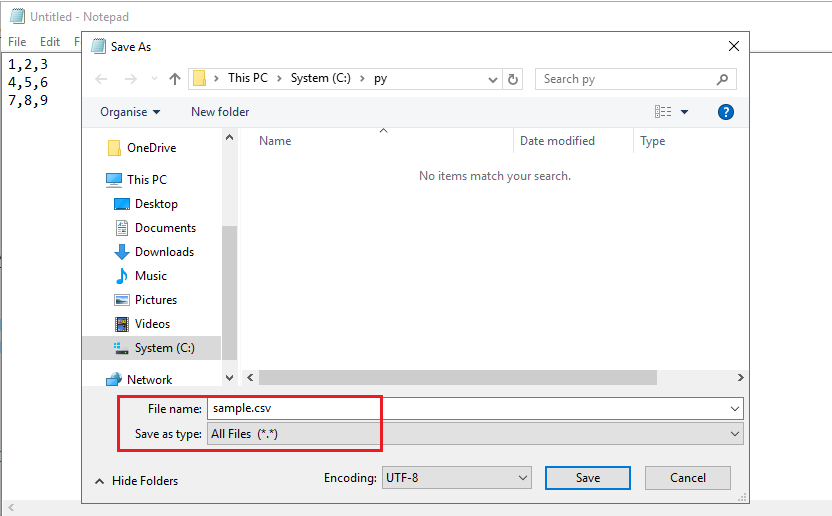 Untitled - Notepad
File Edit F
1,2,3
4,5,6
7,8,9
Save As
This PC > System (C:) > py
Search py
Organise
New folder
?
OneDrive
This PC
Desktop
Documents
Downloads
Music
Pictures
Videos
System (C:)
Network
Name Date modified Type
No items match your search.
File name: sample.csv
Save as type: All Files (*.*)
Hide Folders
Encoding: UTF-8
Save
Cancel